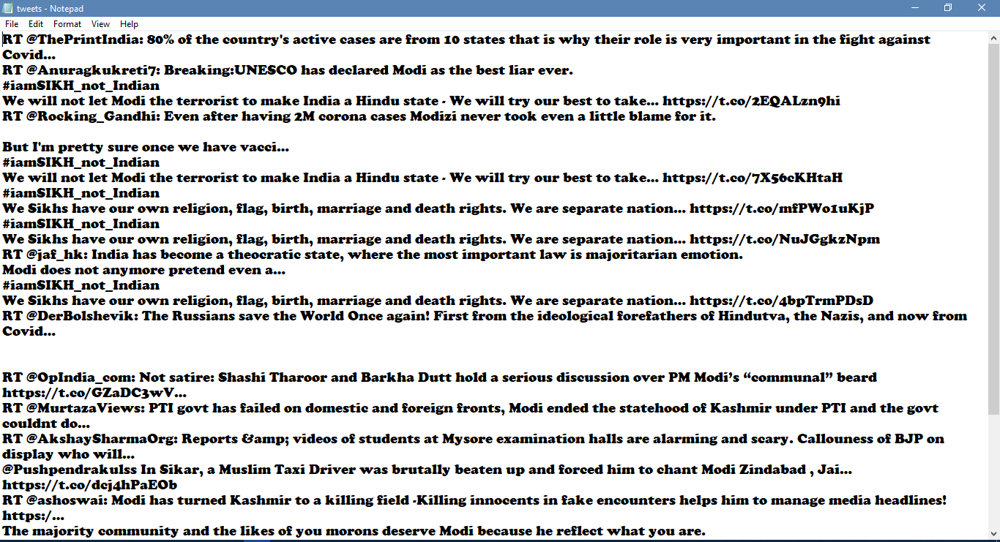 tweets - Notepad
File Edit Format View Help
RT @ThePrintIndia: 80% of the country's active cases are from 10 states that is why their role is very important in the fight against
Covid...
RT @Anuragkukreti7: Breaking:UNESCO has declared Modi as the best liar ever.
#iamSIKH_not_Indian
We will not let Modi the terrorist to make India a Hindu state - We will try our best to take... https://t.co/2EQALzn9hi
RT @Rocking_Gandhi: Even after having 2M corona cases Modizi never took even a little blame for it.
But I'm pretty sure once we have vacci...
#iamSIKH_not_Indian
We will not let Modi the terrorist to make India a Hindu state - We will try our best to take... https://t.co/7X56cKHtaH
#iamSIKH_not_Indian
We Sikhs have our own religion, flag, birth, marriage and death rights. We are separate nation... https://t.co/mfPWo1uKjP
#iamSIKH_not_Indian
We Sikhs have our own religion, flag, birth, marriage and death rights. We are separate nation... https://t.co/NuJGgkzNpm
RT @jaf_hk: India has become a theocratic state, where the most important law is majoritarian emotion.
Modi does not anymore pretend even a...
#iamSIKH_not_Indian
We Sikhs have our own religion, flag, birth, marriage and death rights. We are separate nation... https://t.co/4bpTrmPDsD
RT @DerBolshevik: The Russians save the World Once again! First from the ideological forefathers of Hindutva, the Nazis, and now from
Covid...
RT @OpIndia_com: Not satire: Shashi Tharoor and Barkha Dutt hold a serious discussion over PM Modi's “communal” beard
https://t.co/GZaDC3wV...
RT @MurtazaViews: PTI govt has failed on domestic and foreign fronts, Modi ended the statehood of Kashmir under PTI and the govt
couldnt do...
RT @AkshaySharmaOrg: Reports &amp; videos of students at Mysore examination halls are alarming and scary. Callouness of BJP on
display who will...
@Pushpendrakulss In Sikar, a Muslim Taxi Driver was brutally beaten up and forced him to chant Modi Zindabad , Jai...
https://t.co/dcj4hPaEOb
RT @ashoswai: Modi has turned Kashmir to a killing field -Killing innocents in fake encounters helps him to manage media headlines!
https:/...
The majority community and the likes of you morons deserve Modi because he reflect what you are.